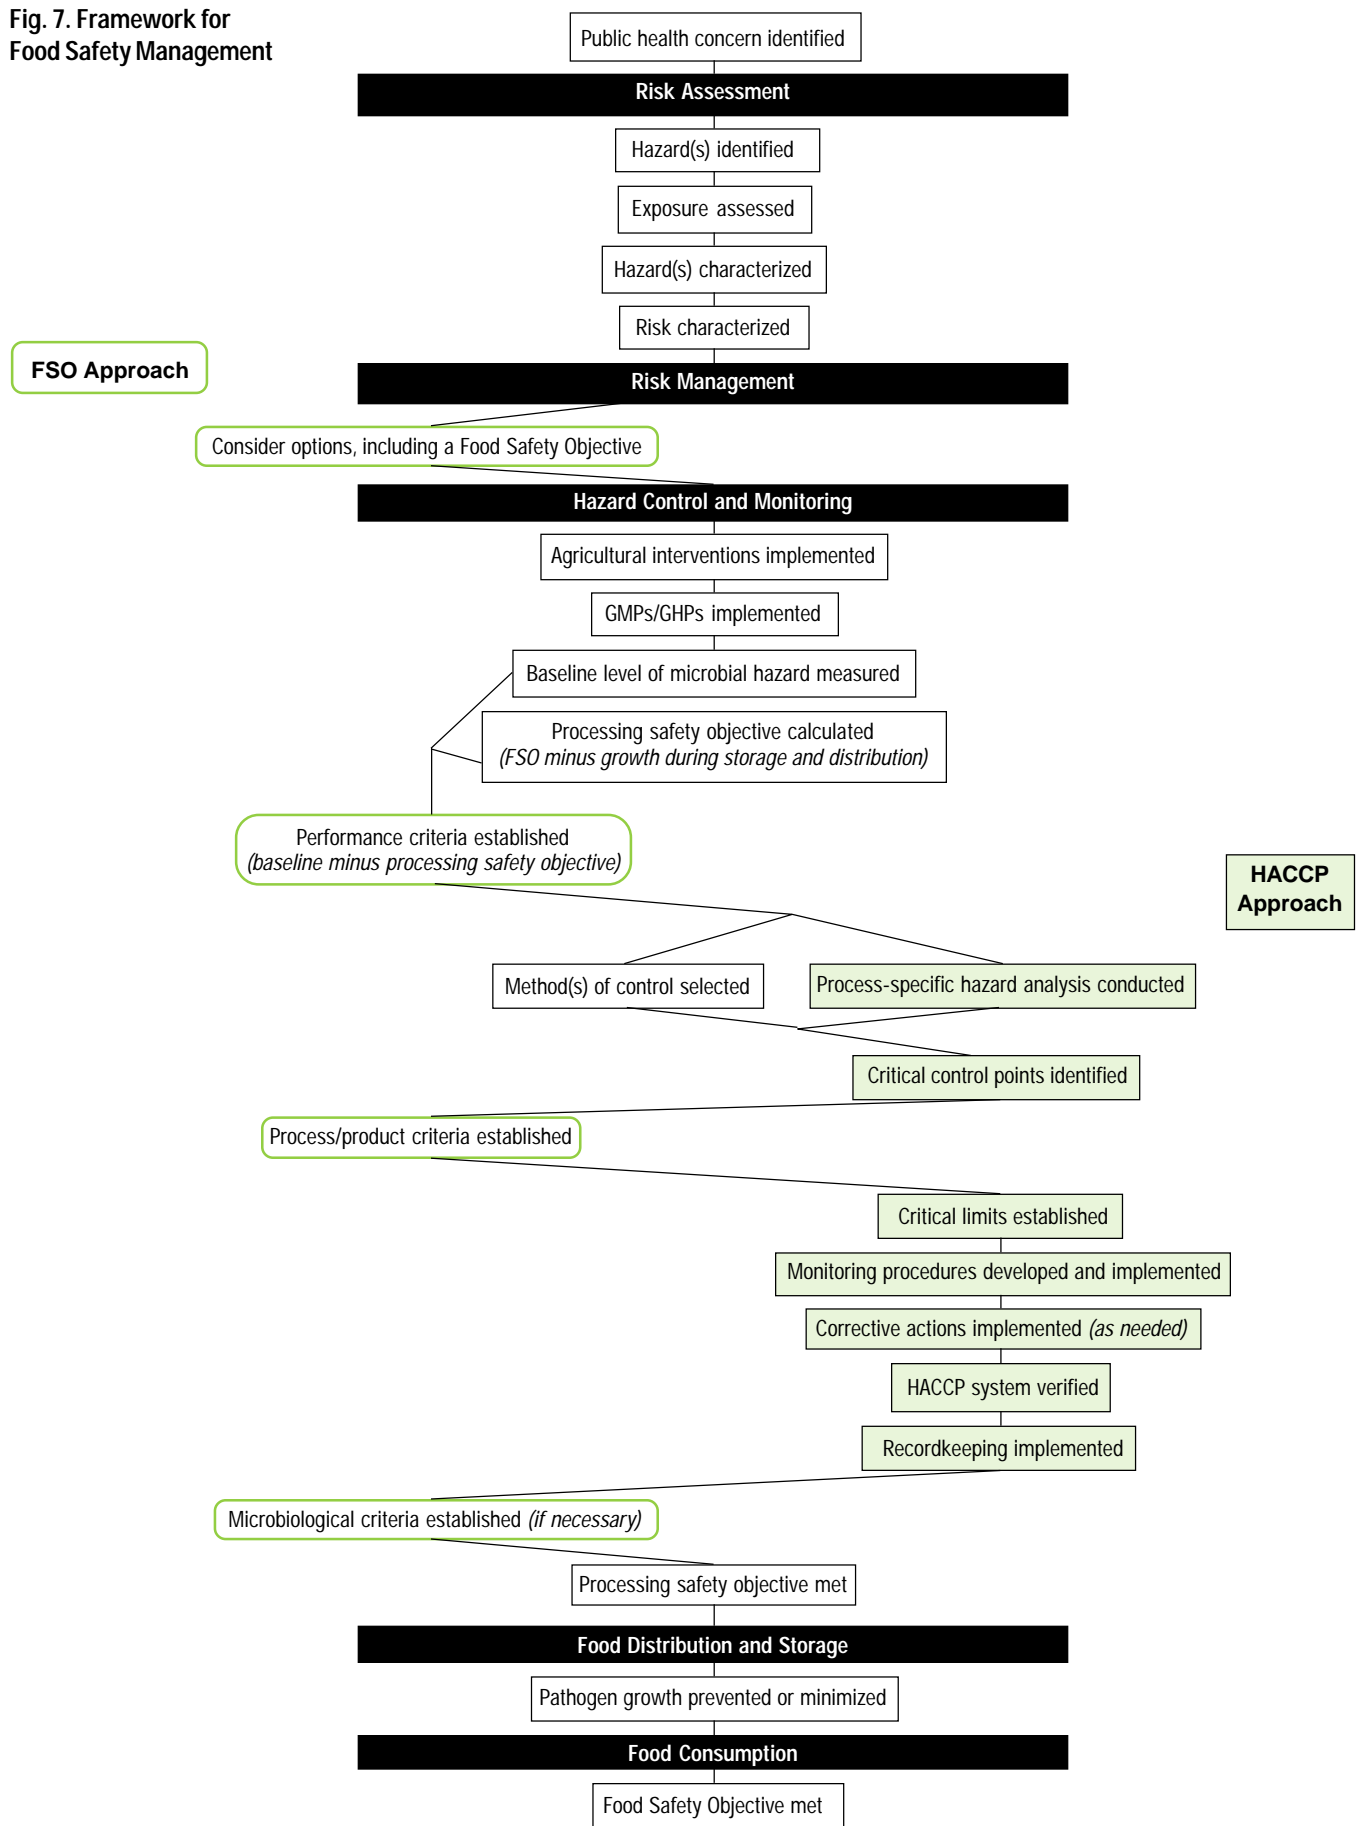 Fig. 7. Framework for
Food Safety Management
Public health concern identified
Risk Assessment
Hazard(s) identified
Exposure assessed
Hazard(s) characterized
Risk characterized
FSO Approach
Risk Management
Consider options, including a Food Safety Objective
Hazard Control and Monitoring
Agricultural interventions implemented
GMPs/GHPs implemented
Baseline level of microbial hazard measured
Processing safety objective calculated
(FSO minus growth during storage and distribution)
Performance criteria established
(baseline minus processing safety objective)
HACCP
Approach
Method(s) of control selected
Process-specific hazard analysis conducted
Critical control points identified
Process/product criteria established
Critical limits established
Monitoring procedures developed and implemented
Corrective actions implemented (as needed)
HACCP system verified
Recordkeeping implemented
Microbiological criteria established (if necessary)
Processing safety objective met
Food Distribution and Storage
Pathogen growth prevented or minimized
Food Consumption
Food Safety Objective met